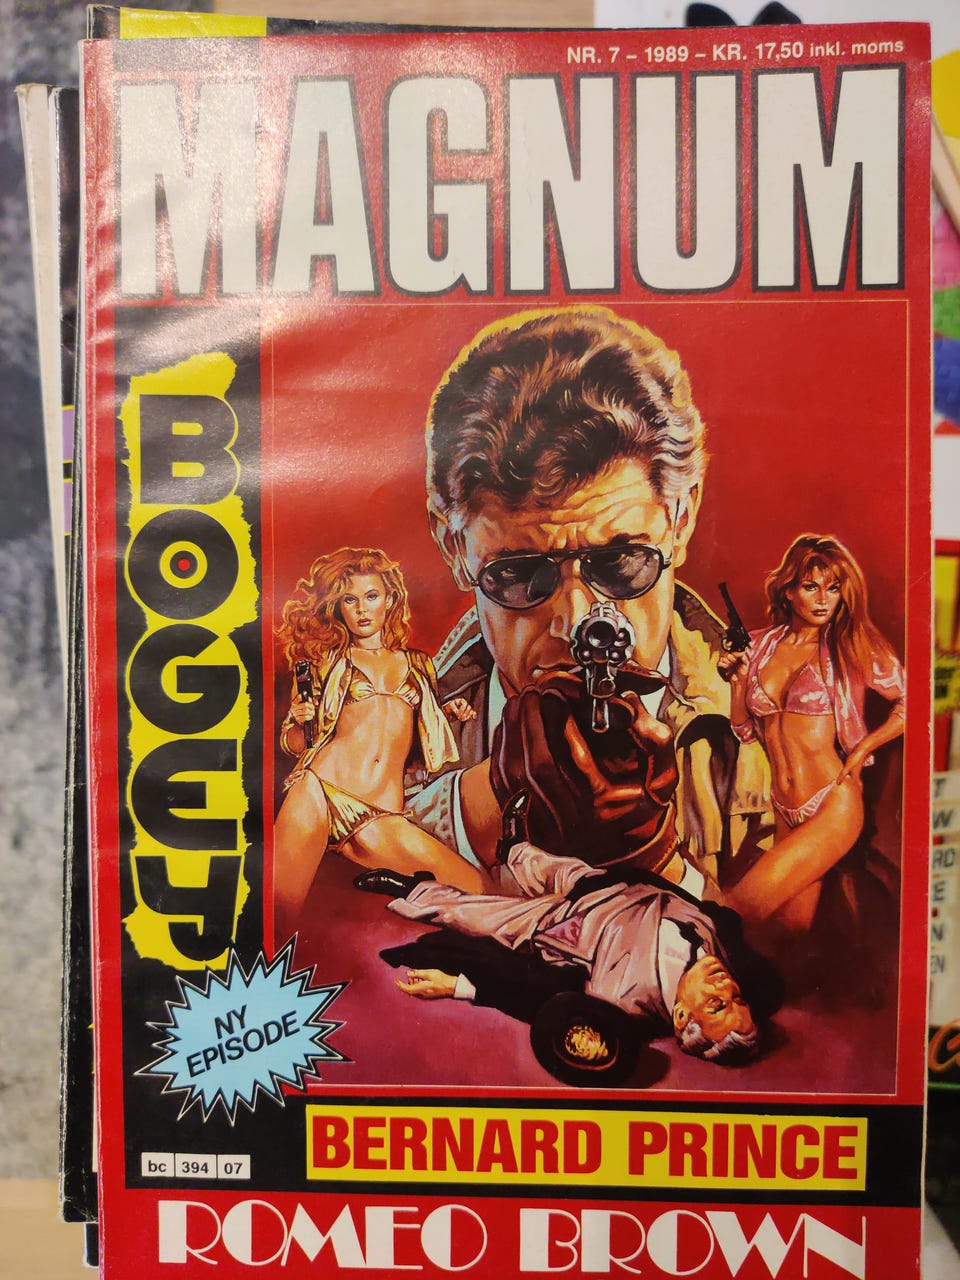 NR. 7 – 1989 – KR. 17,50 inkl. moms
MAGNUM
BOGEY
NY
EPISODE
BERNARD PRINCE
bc 394 07
ROMEO BROWN